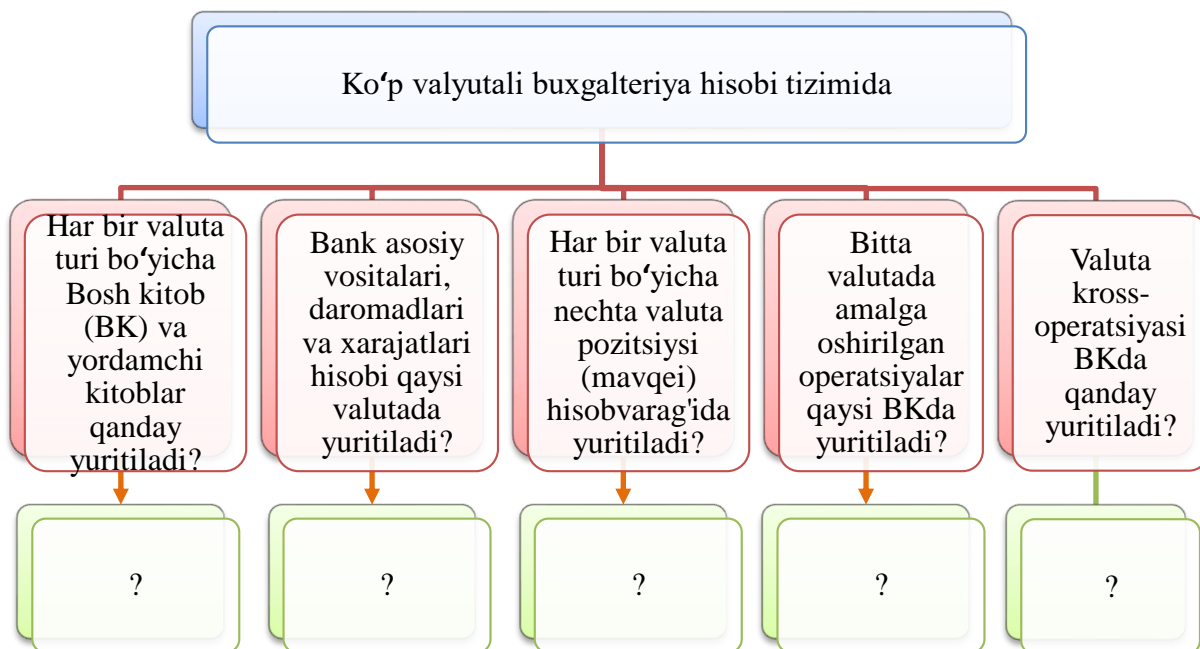 Ko‘p valyutali buxgalteriya hisobi tizimida
Har bir valuta
turi bo‘yicha
Bosh kitob
(BK) va
yordamchi
kitoblar
qanday
yuritiladi?
Bank asosiy
vositalari,
daromadlari
va xarajatlari
hisobi qaysi
valutada
yuritiladi?
Har bir valuta
turi bo‘yicha
nechta valuta
pozitsiysi
(mavqei)
hisobvarag'ida
yuritiladi?
Bitta
valutada
amalga
oshirilgan
operatsiyalar
qaysi BKda
yuritiladi?
Valuta
kross-
operatsiyasi
BKda
qanday
yuritiladi?
?
?
?
?
?